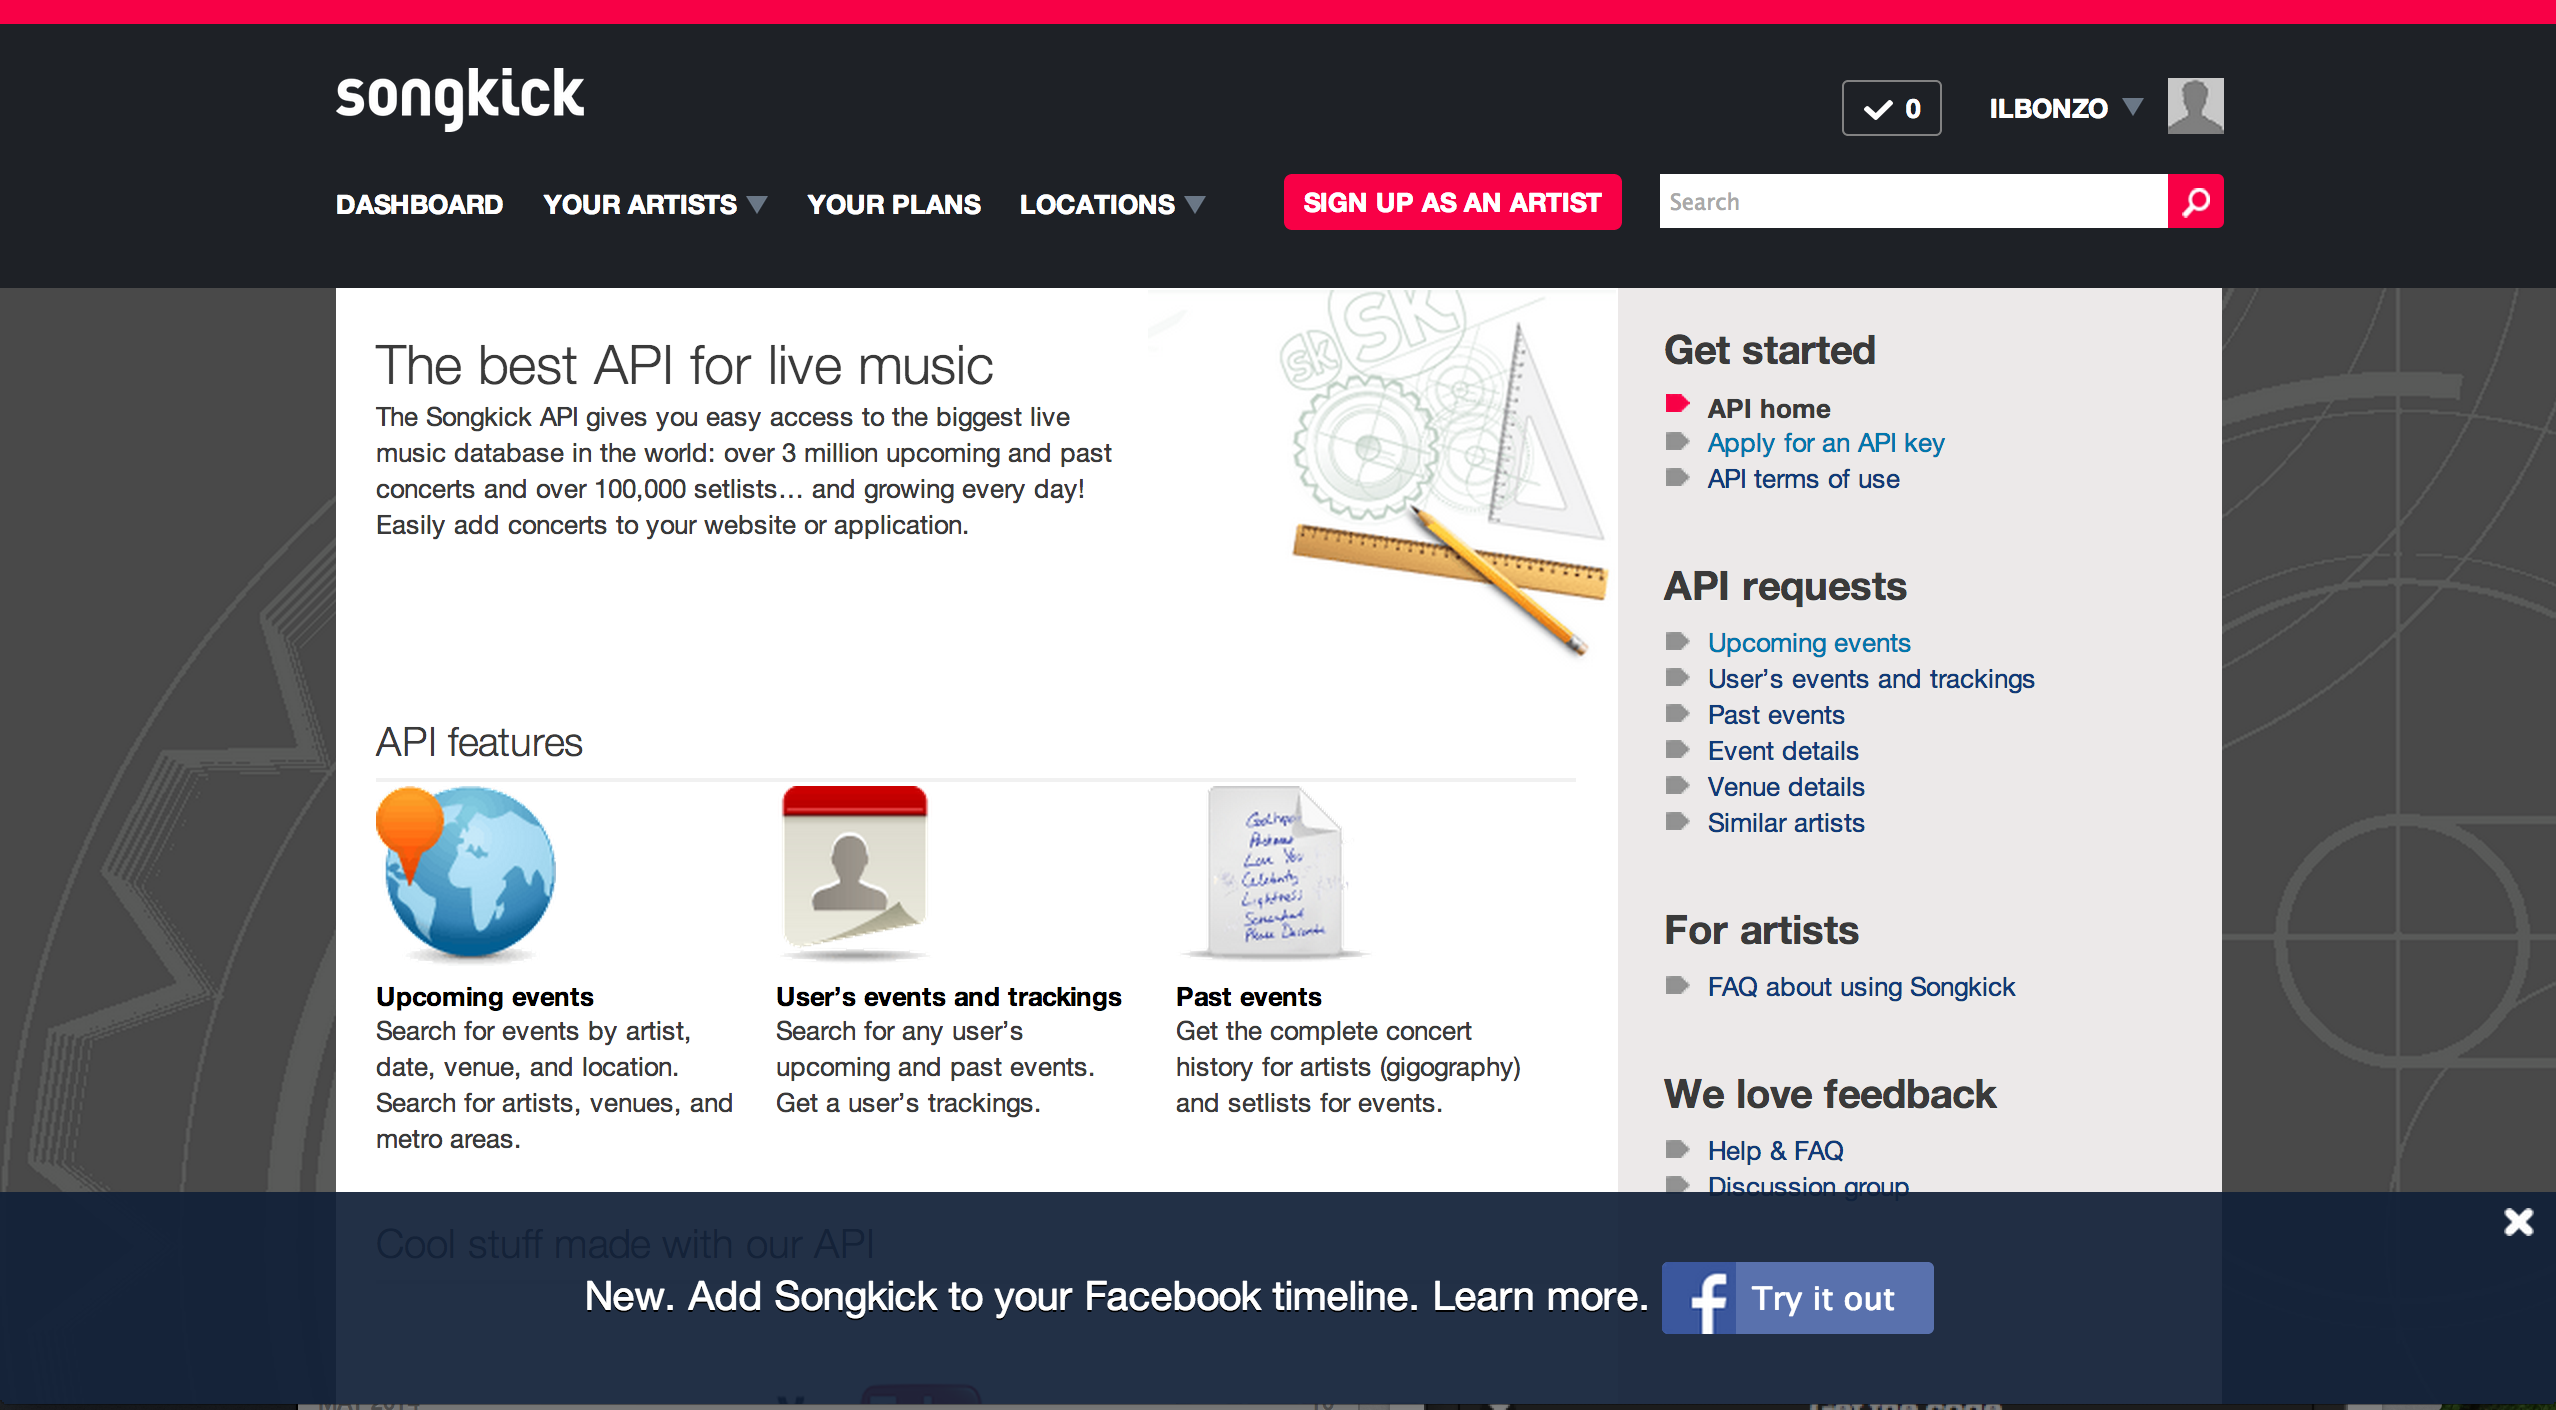 songkick
0
ILBONZO
DASHBOARD
YOUR ARTISTS
YOUR PLANS
LOCATIONS
SIGN UP AS AN ARTIST
Search
The best API for live music
The Songkick API gives you easy access to the biggest live
music database in the world: over 3 million upcoming and past
concerts and over 100,000 setlists… and growing every day!
Easily add concerts to your website or application.
SK
SK
API features
Upcoming events
Search for events by artist,
date, venue, and location.
Search for artists, venues, and
metro areas.
Love You
Celebrity
Lightness
User’s events and trackings
Search for any user’s
upcoming and past events.
Get a user’s trackings.
Past events
Get the complete concert
history for artists (gigography)
and setlists for events.
Get started
API home
Apply for an API key
API terms of use
API requests
Upcoming events
User’s events and trackings
Past events
Event details
Venue details
Similar artists
For artists
FAQ about using Songkick
We love feedback
Help & FAQ
Discussion group
Cool stuff made with our API
New. Add Songkick to your Facebook timeline. Learn more.
f Try it out